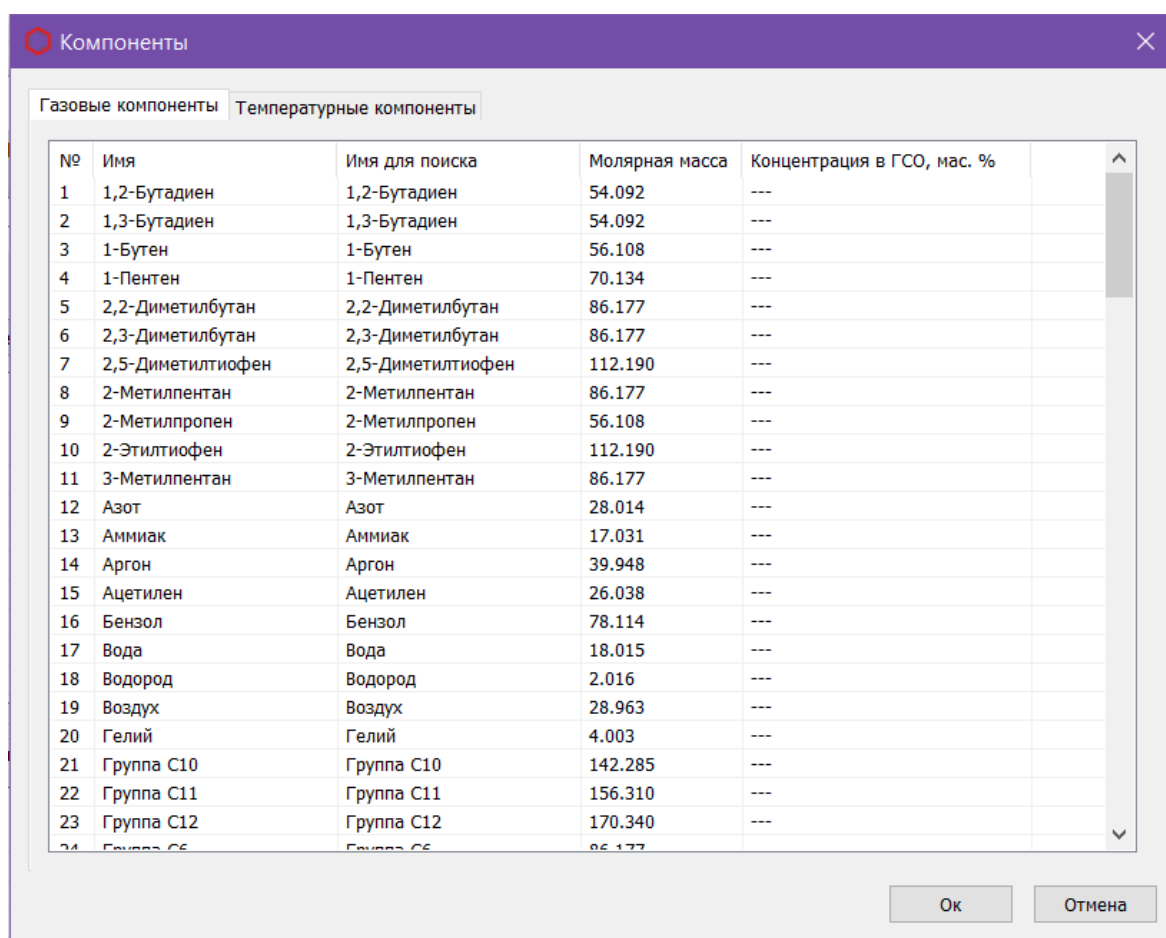 Компоненты
Газовые компоненты Температурные компоненты
№ Имя Имя для поиска Молярная масса Концентрация в ГСО, мас. %
1 1,2-Бутадиен 1,2-Бутадиен 54.092 ---
2 1,3-Бутадиен 1,3-Бутадиен 54.092 ---
3 1-Бутен 1-Бутен 56.108 ---
4 1-Пентен 1-Пентен 70.134 ---
5 2,2-Диметилбутан 2,2-Диметилбутан 86.177 ---
6 2,3-Диметилбутан 2,3-Диметилбутан 86.177 ---
7 2,5-Диметилтиофен 2,5-Диметилтиофен 112.190 ---
8 2-Метилпентан 2-Метилпентан 86.177 ---
9 2-Метилпропен 2-Метилпропен 56.108 ---
10 2-Этилтиофен 2-Этилтиофен 112.190 ---
11 3-Метилпентан 3-Метилпентан 86.177 ---
12 Азот Азот 28.014 ---
13 Аммиак Аммиак 17.031 ---
14 Аргон Аргон 39.948 ---
15 Ацетилен Ацетилен 26.038 ---
16 Бензол Бензол 78.114 ---
17 Вода Вода 18.015 ---
18 Водород Водород 2.016 ---
19 Воздух Воздух 28.963 ---
20 Гелий Гелий 4.003 ---
21 Группа С10 Группа С10 142.285 ---
22 Группа С11 Группа С11 156.310 ---
23 Группа С12 Группа С12 170.340 ---
24 Группа С6 Группа С6 86.177
Ок Отмена